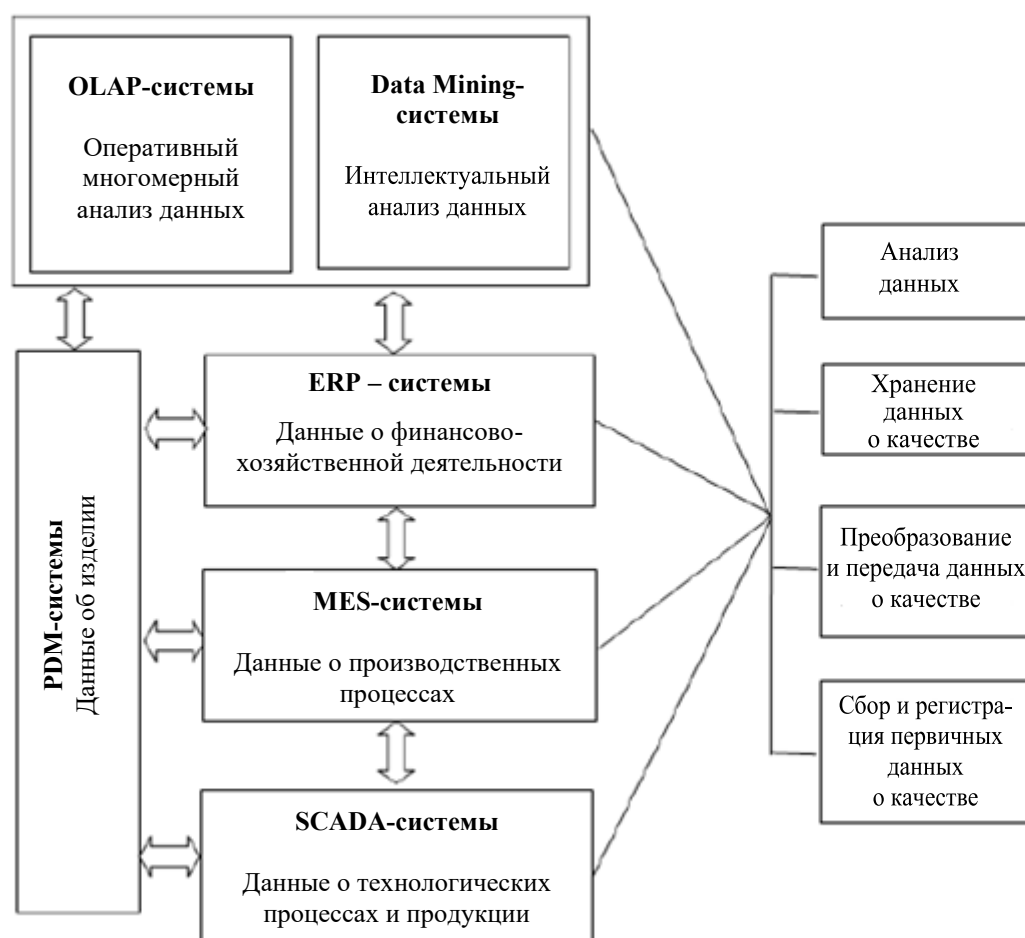 OLAP-системы
Оперативный
многомерный
анализ данных
Data Mining-
системы
Интеллектуальный
анализ данных
PDM-системы
Данные об изделии
ERP – системы
Данные о финансово-
хозяйственной деятельности
MES-системы
Данные о производственных
процессах
SCADA-системы
Данные о технологических
процессах и продукции
Анализ
данных
Хранение
данных
о качестве
Преобразование
и передача данных
о качестве
Сбор и регистра-
ция первичных
данных
о качестве